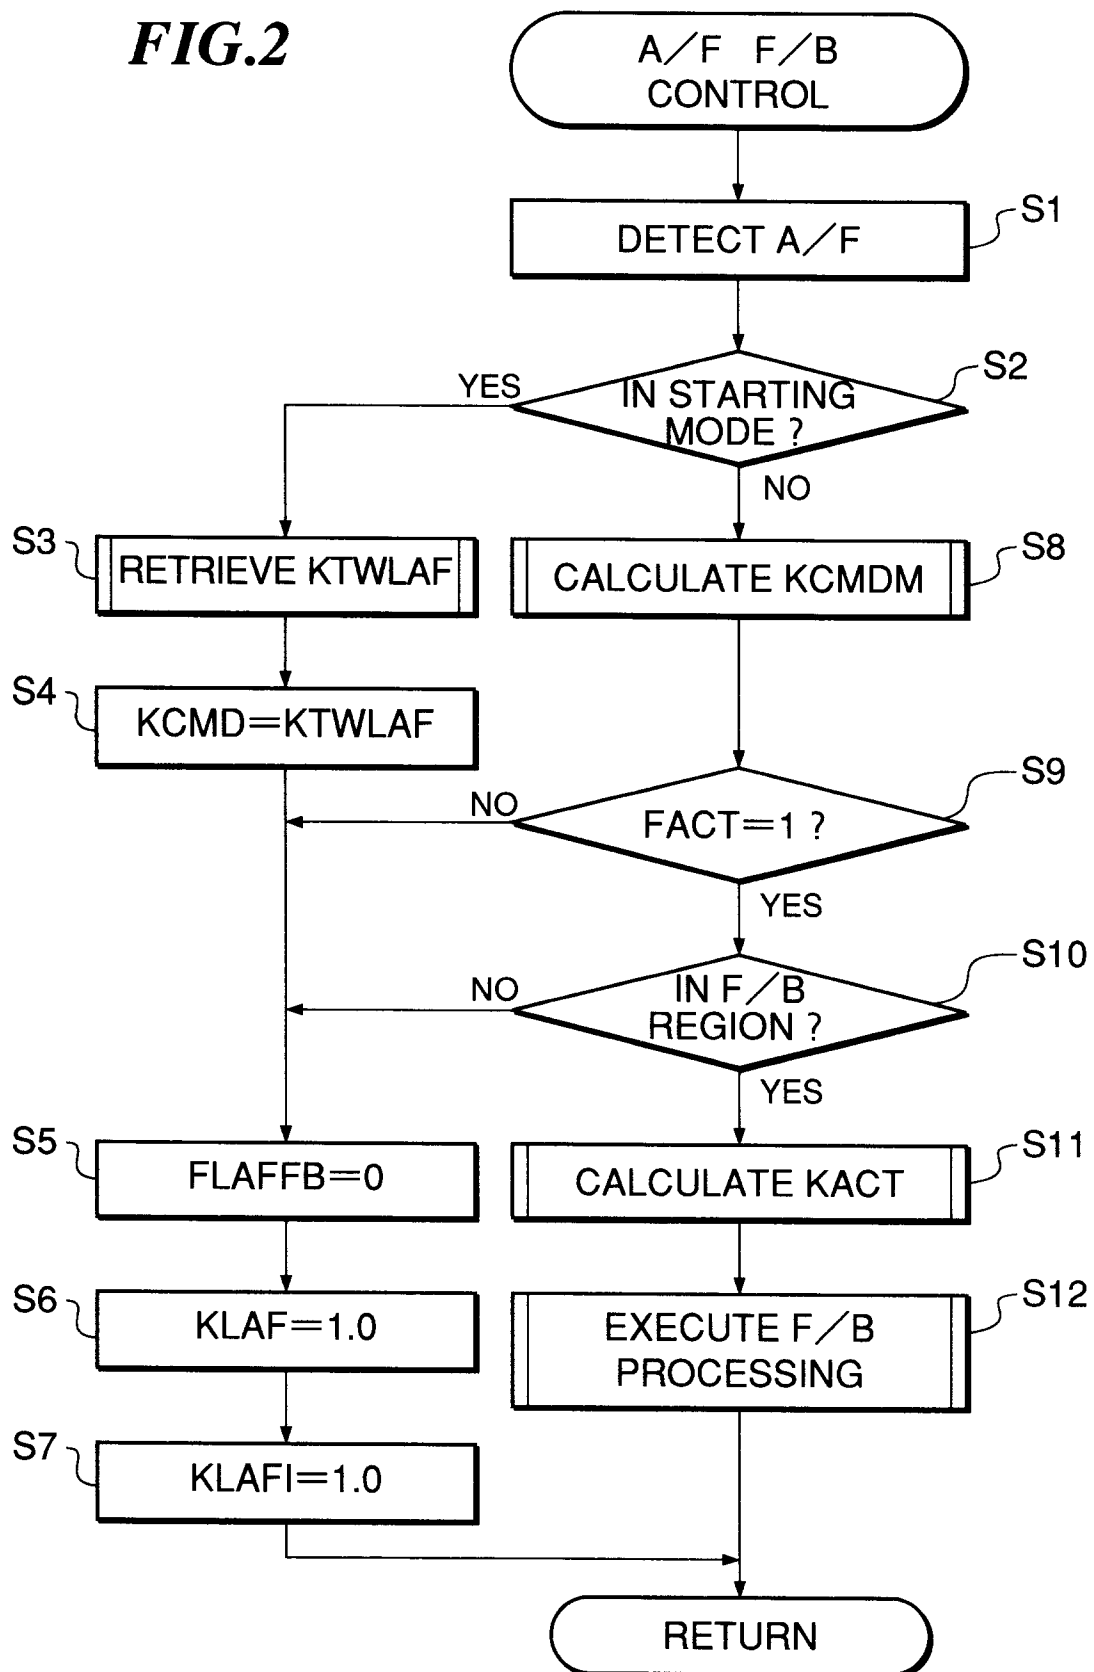 FIG.2
A/F F/B
CONTROL
DETECT A/F
S1
IN STARTING
MODE ?
S2
YES
NO
S3
RETRIEVE KTWLAF
CALCULATE KCMDM
S8
S4
KCMD=KTWLAF
FACT=1 ?
S9
NO
YES
IN F/B
REGION ?
S10
NO
YES
S5
FLAFFB=0
CALCULATE KACT
S11
S6
KLAF=1.0
EXECUTE F/B
PROCESSING
S12
S7
KLAFI=1.0
RETURN